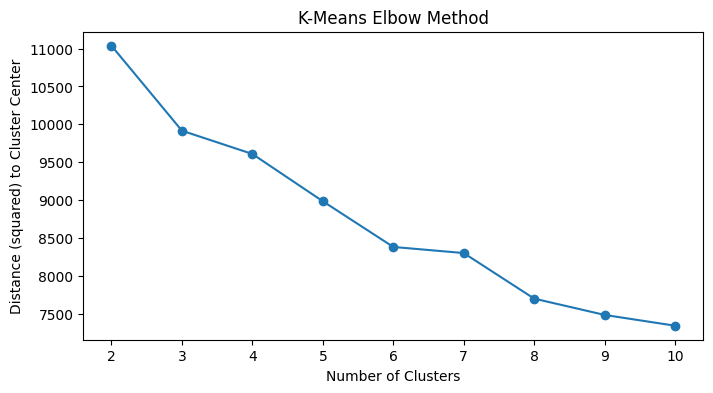 K-Means Elbow Method
Distance (squared) to Cluster Center
11000
10500
10000
9500
9000
8500
8000
7500
2 3 4 5 6 7 8 9 10
Number of Clusters